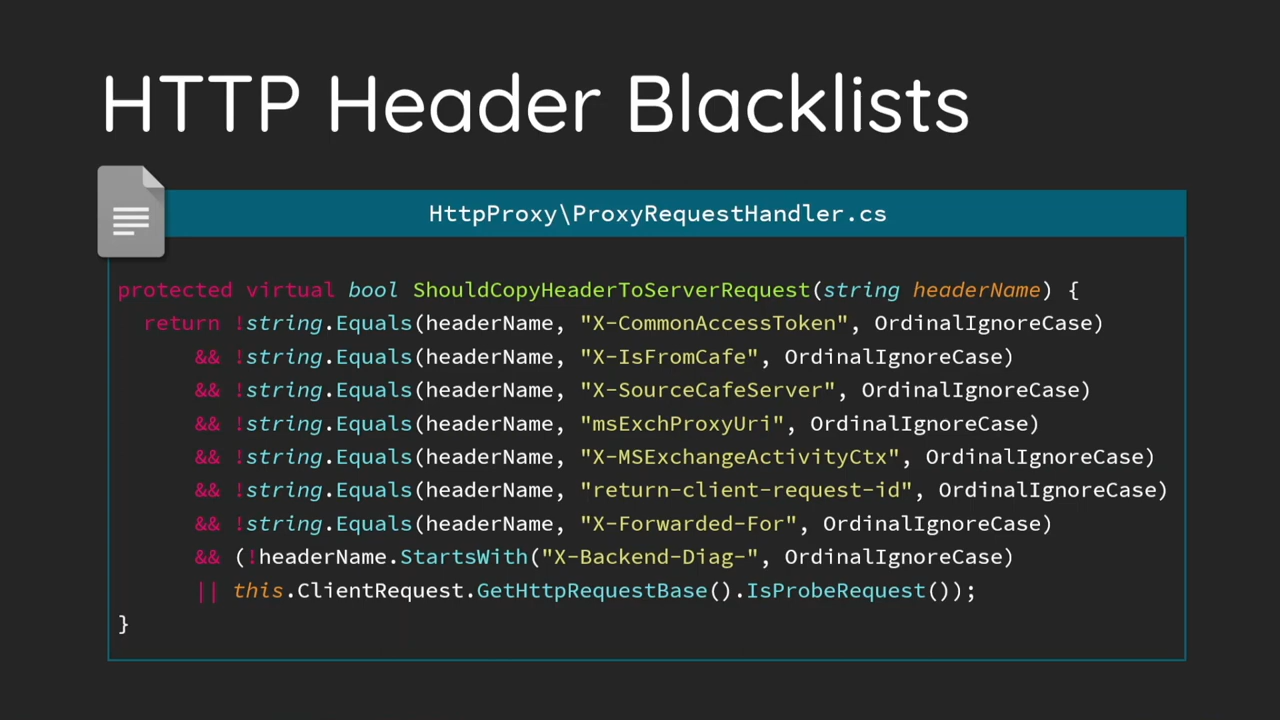 HTTP Header Blacklists
HttpProxy\ProxyRequestHandler.cs
protected virtual bool ShouldCopyHeaderToServerRequest(string headerName) {
return !string.Equals(headerName, "X-CommonAccessToken", OrdinalIgnoreCase)
&& !string.Equals(headerName, "X-IsFromCafe", OrdinalIgnoreCase)
&& !string.Equals(headerName, "X-SourceCafeServer", OrdinalIgnoreCase)
&& !string.Equals(headerName, "msExchProxyUri", OrdinalIgnoreCase)
&& !string.Equals(headerName, "X-MSExchangeActivityCtx", OrdinalIgnoreCase)
&& !string.Equals(headerName, "return-client-request-id", OrdinalIgnoreCase)
&& !string.Equals(headerName, "X-Forwarded-For", OrdinalIgnoreCase)
&& (!headerName.StartsWith("X-Backend-Diag-", OrdinalIgnoreCase)
|| this.ClientRequest.GetHttpRequestBase().IsProbeRequest());
}